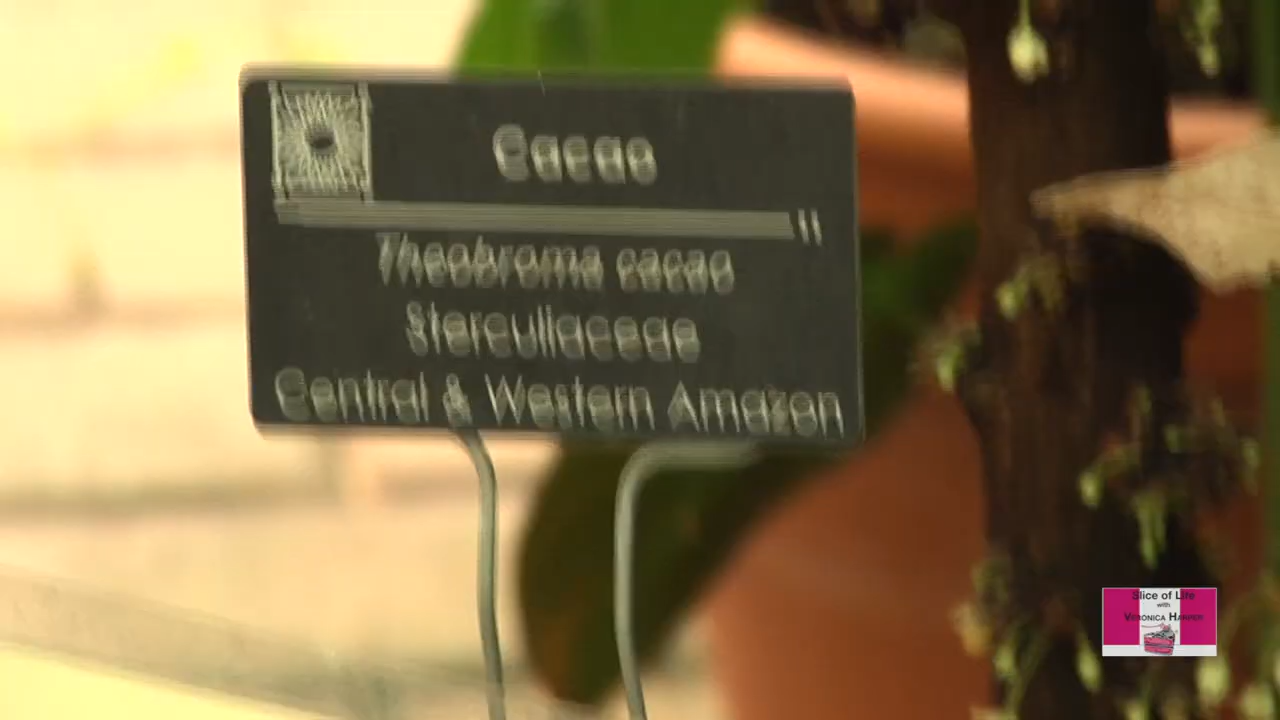 Cacao
Theobroma cacao
Sterculiaceae
Central & Western Amazon
Slice of Life
with
VERONICA HARPER